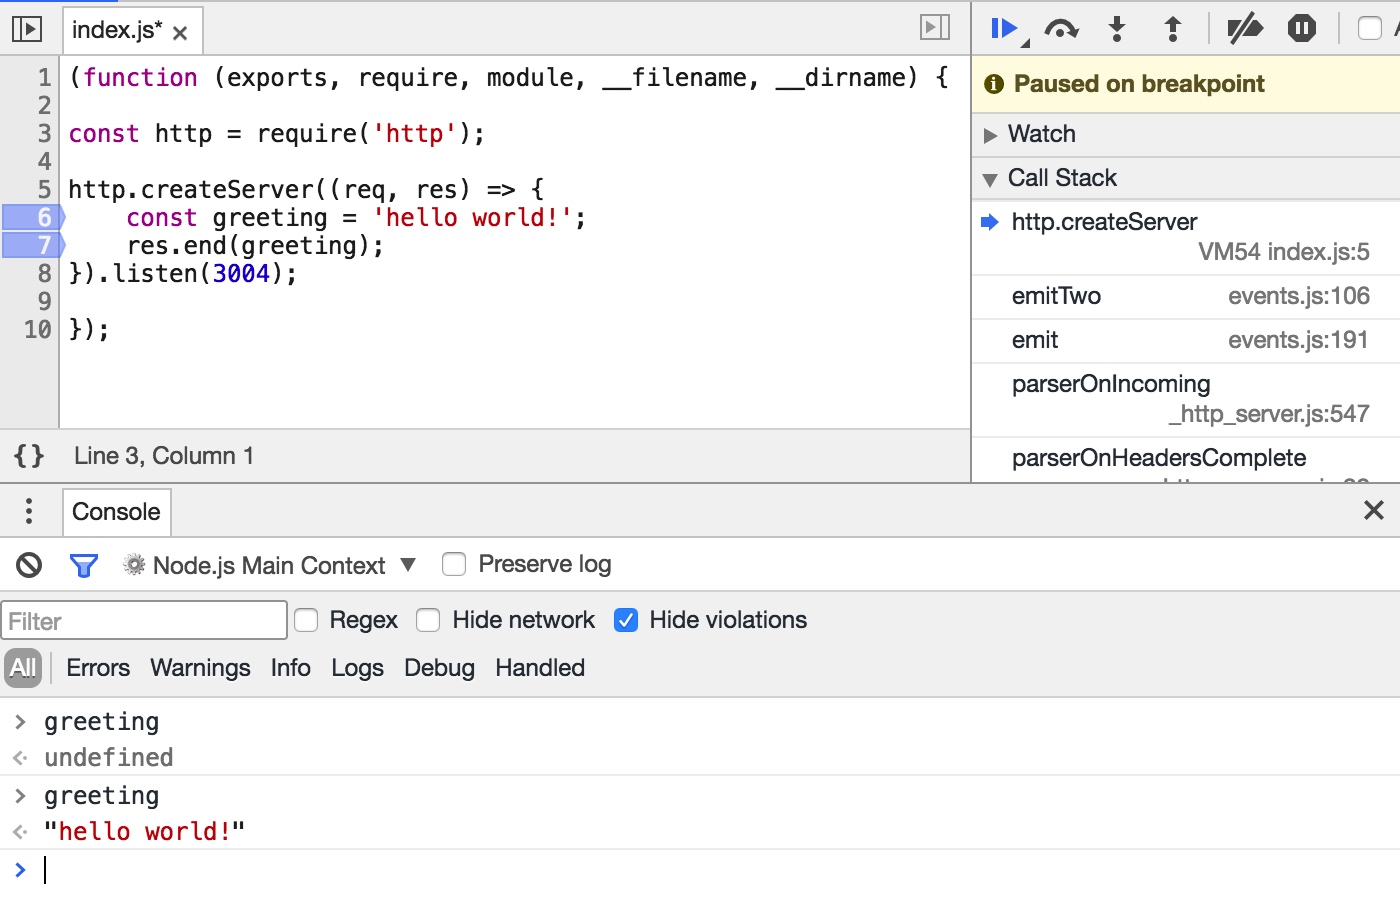 index.js* ×
1 (function (exports, require, module, __filename, __dirname) {
2
3 const http = require('http');
4
5 http.createServer((req, res) => {
6 const greeting = 'hello world!';
7 res.end(greeting);
8 }).listen(3004);
9
10 });
{} Line 3, Column 1
Paused on breakpoint
Watch
Call Stack
http.createServer
VM54 index.js:5
emitTwo events.js:106
emit events.js:191
parserOnIncoming
_http_server.js:547
parserOnHeadersComplete
Console
Node.js Main Context ▼ Preserve log
Filter Regex Hide network Hide violations
All Errors Warnings Info Logs Debug Handled
> greeting
undefined
> greeting
"hello world!"
>